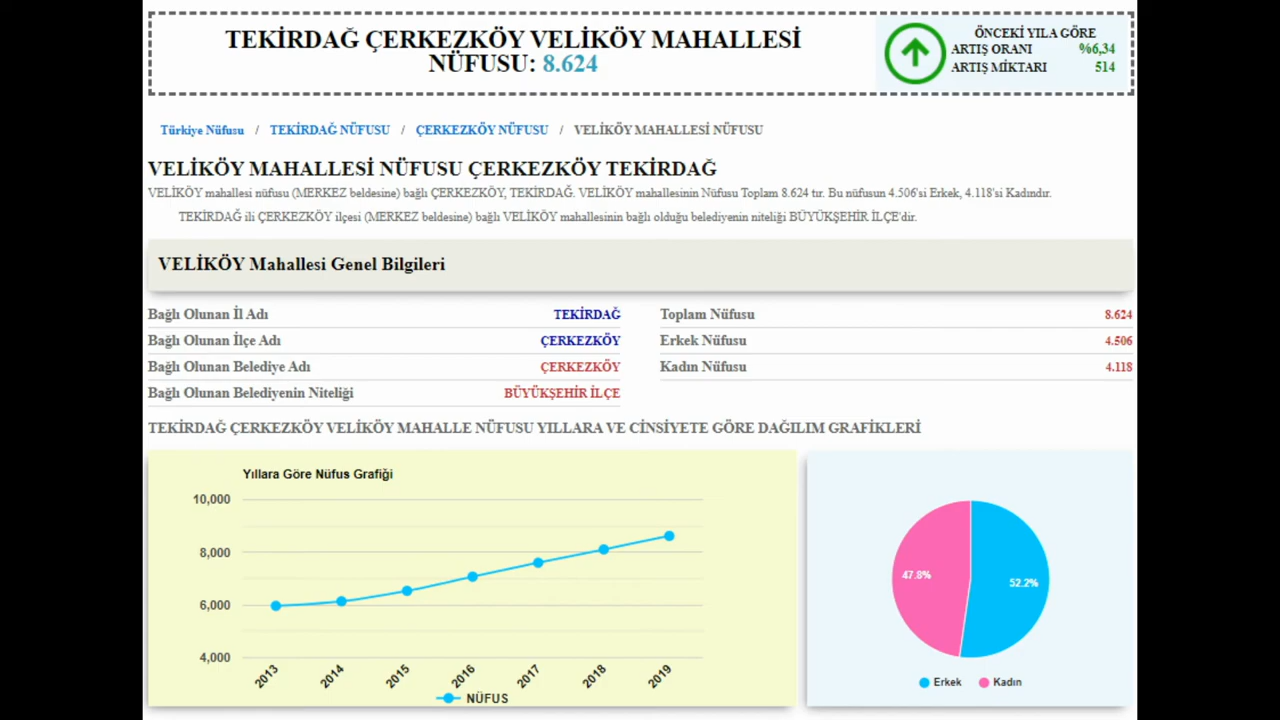 TEKİRDAĞ ÇERKEZKÖY VELİKÖY MAHALLESİ
NÜFUSU: 8.624
ÖNCEKİ YILA GÖRE
ARTIŞ ORANI %6,34
ARTIŞ MİKTARI 514
Türkiye Nüfusu / TEKİRDAĞ NÜFUSU / ÇERKEZKÖY NÜFUSU / VELİKÖY MAHALLESİ NÜFUSU
VELİKÖY MAHALLESİ NÜFUSU ÇERKEZKÖY TEKİRDAĞ
VELİKÖY mahallesi nüfusu (MERKEZ beldesine) bağlı ÇERKEZKÖY, TEKİRDAĞ. VELİKÖY mahallesinin Nüfusu Toplam 8.624 tır. Bu nüfusun 4.506'si Erkek, 4.118'si Kadındır.
TEKİRDAĞ ili ÇERKEZKÖY ilçesi (MERKEZ beldesine) bağlı VELİKÖY mahallesinin bağlı olduğu belediyenin niteliği BÜYÜKŞEHİR İLÇE'dir.
VELİKÖY Mahallesi Genel Bilgileri
Bağlı Olunan İl Adı TEKİRDAĞ
Bağlı Olunan İlçe Adı ÇERKEZKÖY
Bağlı Olunan Belediye Adı ÇERKEZKÖY
Bağlı Olunan Belediyenin Niteliği BÜYÜKŞEHİR İLÇE
Toplam Nüfusu 8.624
Erkek Nüfusu 4.506
Kadın Nüfusu 4.118
TEKİRDAĞ ÇERKEZKÖY VELİKÖY MAHALLE NÜFUSU YILLARA VE CİNSİYETE GÖRE DAĞILIM GRAFİKLERİ
Yıllara Göre Nüfus Grafiği
10,000
8,000
6,000
4,000
2013 2014 2015 2016 2017 2018 2019
NÜFUS
47.8%
52.2%
Erkek Kadın